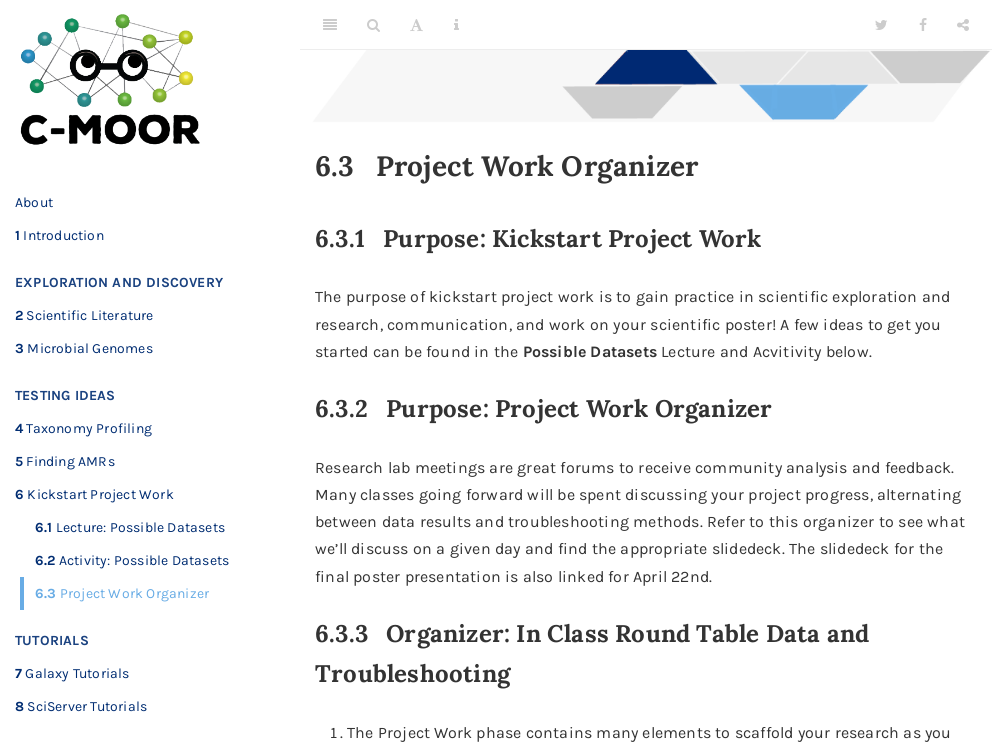 C-MOOR
About
1 Introduction
EXPLORATION AND DISCOVERY
2 Scientific Literature
3 Microbial Genomes
TESTING IDEAS
4 Taxonomy Profiling
5 Finding AMRs
6 Kickstart Project Work
6.1 Lecture: Possible Datasets
6.2 Activity: Possible Datasets
6.3 Project Work Organizer
TUTORIALS
7 Galaxy Tutorials
8 SciServer Tutorials
6.3 Project Work Organizer
6.3.1 Purpose: Kickstart Project Work
The purpose of kickstart project work is to gain practice in scientific exploration and
research, communication, and work on your scientific poster! A few ideas to get you
started can be found in the Possible Datasets Lecture and Acvitivity below.
6.3.2 Purpose: Project Work Organizer
Research lab meetings are great forums to receive community analysis and feedback.
Many classes going forward will be spent discussing your project progress, alternating
between data results and troubleshooting methods. Refer to this organizer to see what
we'll discuss on a given day and find the appropriate slidedeck. The slidedeck for the
final poster presentation is also linked for April 22nd.
6.3.3 Organizer: In Class Round Table Data and
Troubleshooting
1. The Project Work phase contains many elements to scaffold your research as you